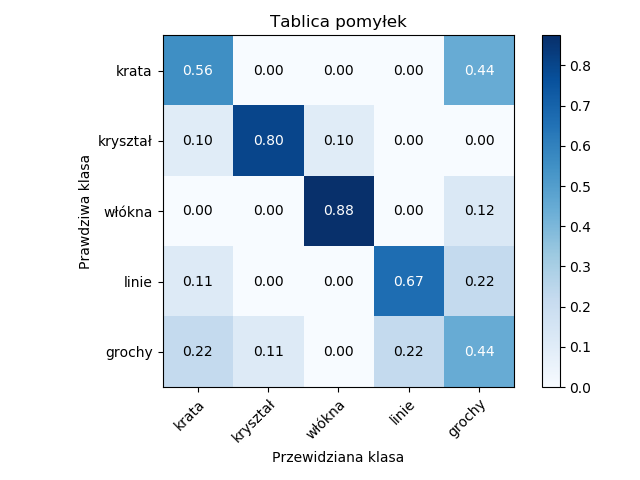 Tablica pomyłek
Prawdziwa klasa
krata 0.56 0.00 0.00 0.00 0.44
kryształ 0.10 0.80 0.10 0.00 0.00
włókna 0.00 0.00 0.88 0.00 0.12
linie 0.11 0.00 0.00 0.67 0.22
grochy 0.22 0.11 0.00 0.22 0.44
krata kryształ włókna linie grochy
Przewidziana klasa
0.8
0.7
0.6
0.5
0.4
0.3
0.2
0.1
0.0